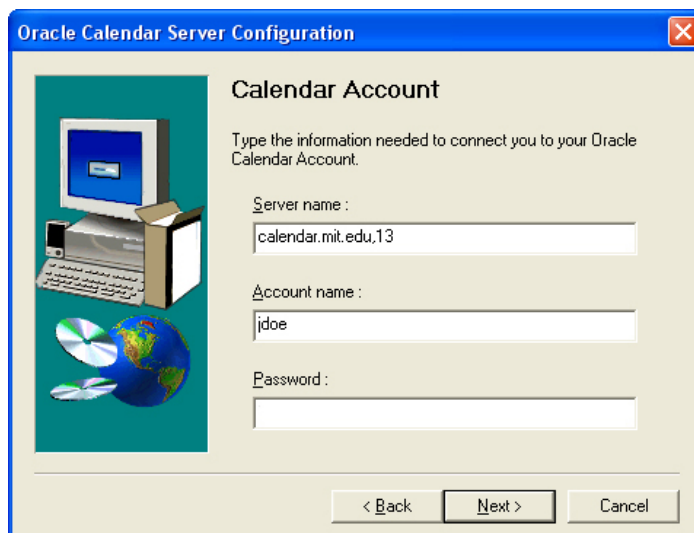 Oracle Calendar Server Configuration
Calendar Account
Type the information needed to connect you to your Oracle
Calendar Account.
Server name :
calendar.mit.edu,13
Account name :
jdoe
Password :
< Back Next > Cancel